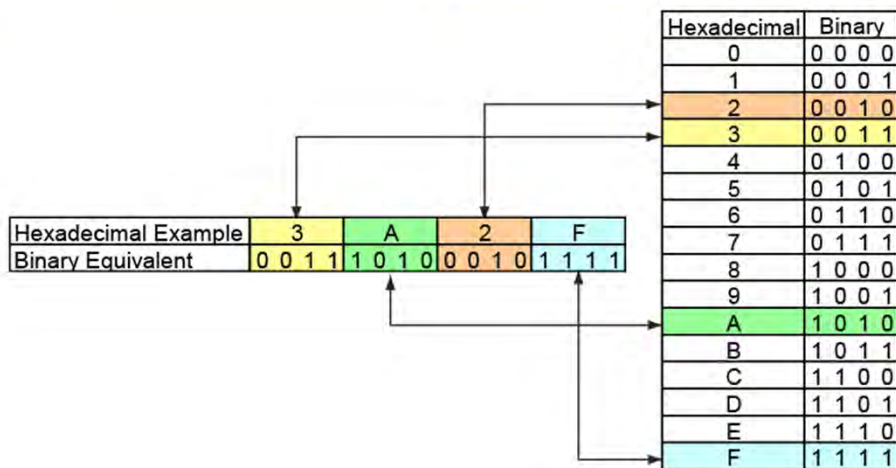 Hexadecimal Binary
0 0 0 0 0
1 0 0 0 1
2 0 0 1 0
3 0 0 1 1
4 0 1 0 0
5 0 1 0 1
6 0 1 1 0
7 0 1 1 1
8 1 0 0 0
9 1 0 0 1
A 1 0 1 0
B 1 0 1 1
C 1 1 0 0
D 1 1 0 1
E 1 1 1 0
F 1 1 1 1
Hexadecimal Example 3 A 2 F
Binary Equivalent 0 0 1 1 1 0 1 0 0 0 1 0 1 1 1 1